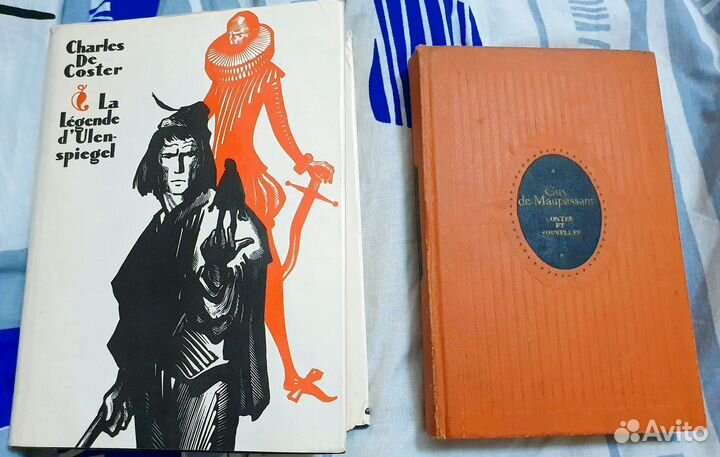 Charles
De
Coster
La
Légende
d'Ulen-
spiegel
Guy
de Maupassant
CONTES
ET
NOUVELLES
Avito